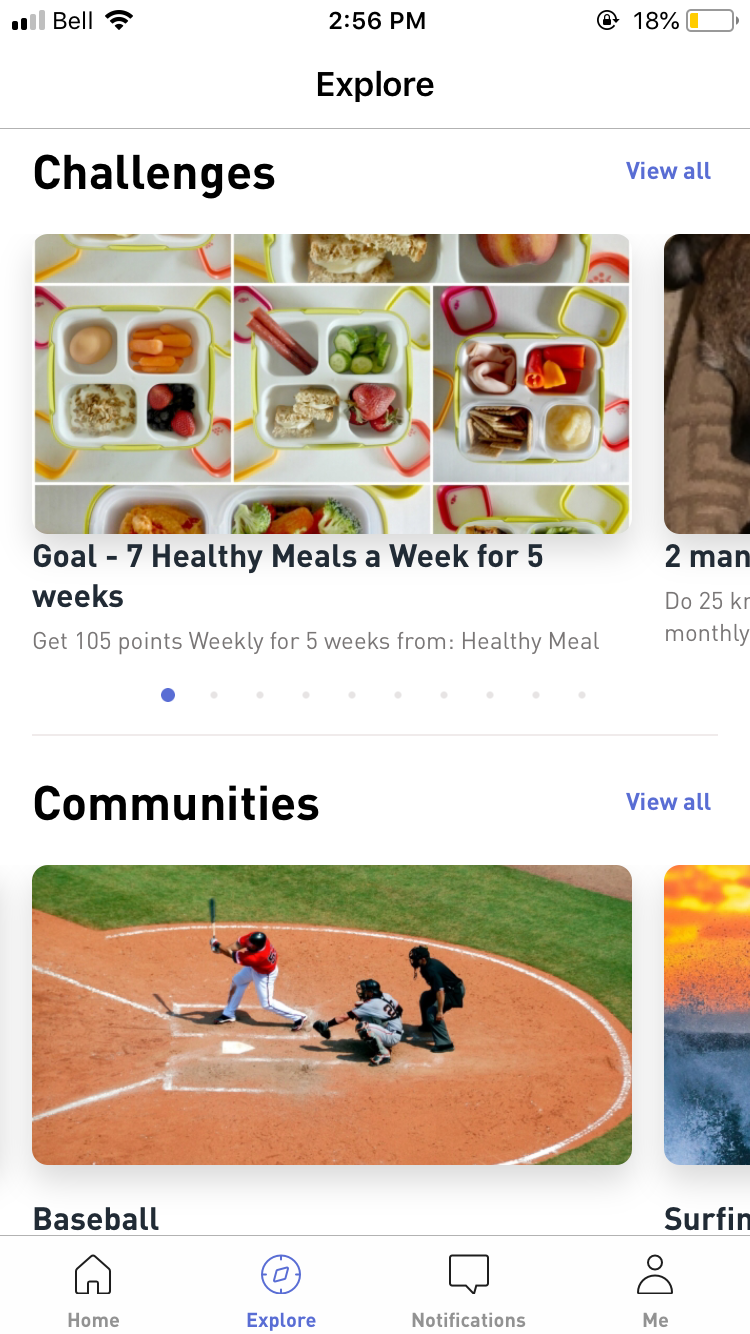 Bell 2:56 PM 18%
Explore
Challenges View all
Goal - 7 Healthy Meals a Week for 5
weeks
Get 105 points Weekly for 5 weeks from: Healthy Meal
2 man
Do 25 kr
monthly
Communities View all
Baseball
Surfin
Home Explore Notifications Me